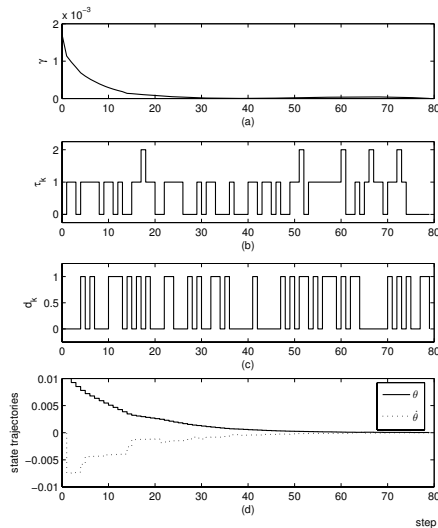 x 10⁻³
2
1
0
γ
0 10 20 30 40 50 60 70 80
(a)
2
1
0
τk
0 10 20 30 40 50 60 70 80
(b)
1
0.5
0
dk
0 10 20 30 40 50 60 70 80
(c)
0.01
0.005
0
−0.005
−0.01
state trajectories
θ
θ̇
0 10 20 30 40 50 60 70 80
(d)
step